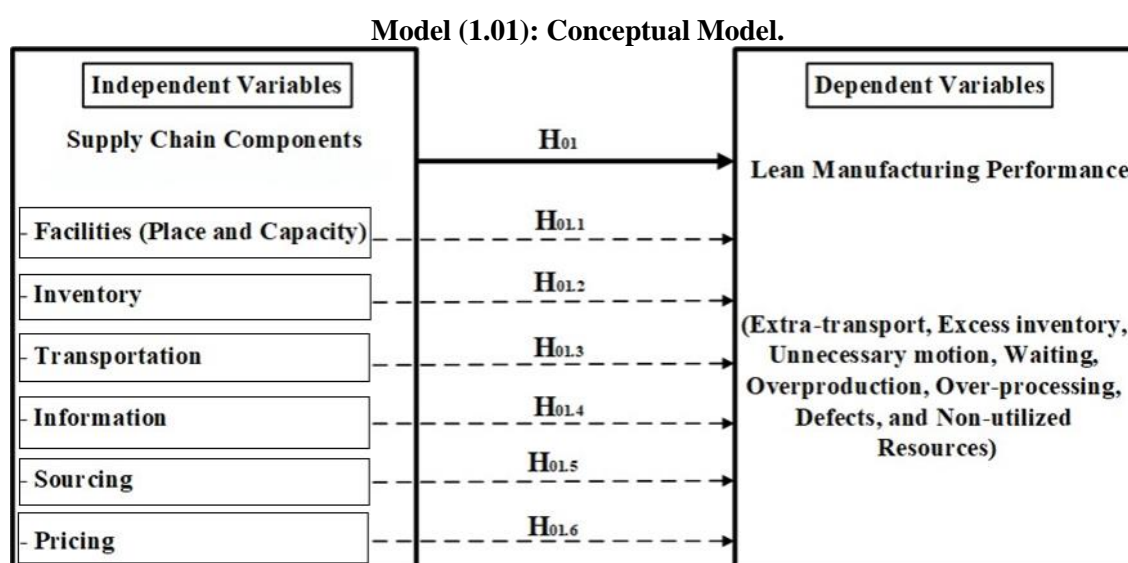 Model (1.01): Conceptual Model.
Independent Variables
Supply Chain Components
- Facilities (Place and Capacity)
- Inventory
- Transportation
- Information
- Sourcing
- Pricing
H01
H01.1
H01.2
H01.3
H01.4
H01.5
H01.6
Dependent Variables
Lean Manufacturing Performance
(Extra-transport, Excess inventory,
Unnecessary motion, Waiting,
Overproduction, Over-processing,
Defects, and Non-utilized
Resources)